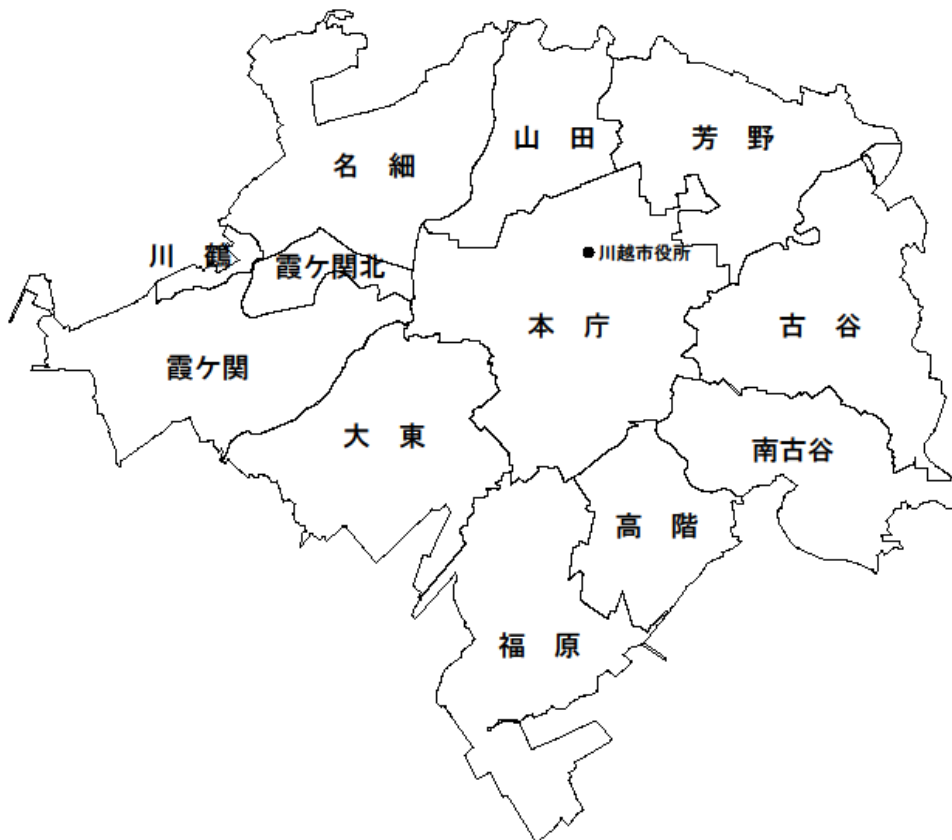 山　田
芳　野
名　細
川　鶴
霞ケ関北
川越市役所
本　庁
古　谷
霞ケ関
大　東
南古谷
高　階
福　原